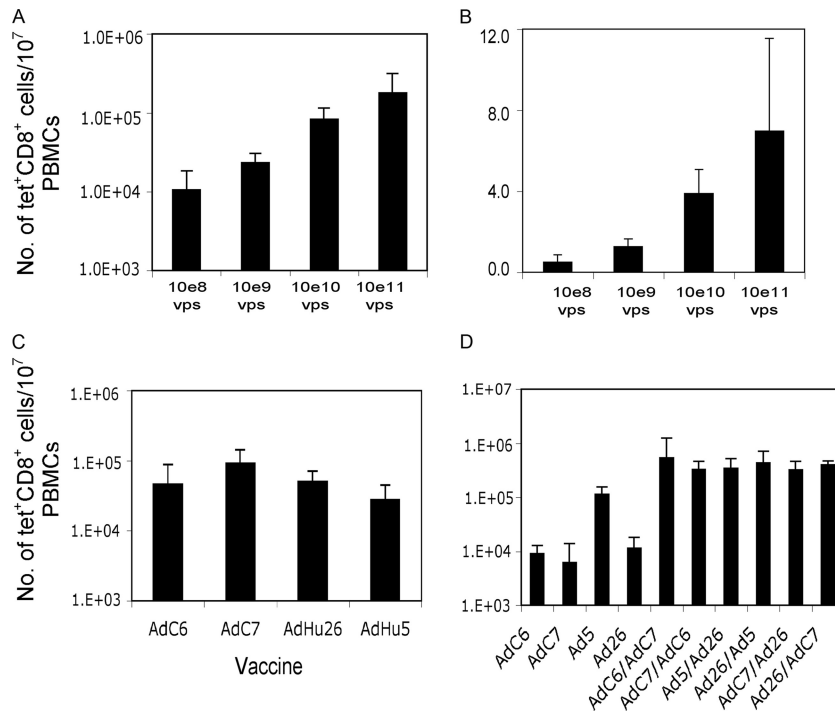 A
No. of tet⁺CD8⁺ cells/10⁷
PBMCs
1.0E+06
1.0E+05
1.0E+04
1.0E+03
10e8
vps
10e9
vps
10e10
vps
10e11
vps
B
12.0
8.0
4.0
0.0
10e8
vps
10e9
vps
10e10
vps
10e11
vps
C
No. of tet⁺CD8⁺ cells/10⁷
PBMCs
1.E+06
1.E+05
1.E+04
1.E+03
AdC6
AdC7
AdHu26
AdHu5
Vaccine
D
1.E+07
1.E+06
1.E+05
1.E+04
1.E+03
AdC6
AdC7
Ad5
Ad26
AdC6/AdC7
AdC7/AdC6
Ad5/Ad26
Ad26/Ad5
AdC7/Ad26
Ad26/AdC7